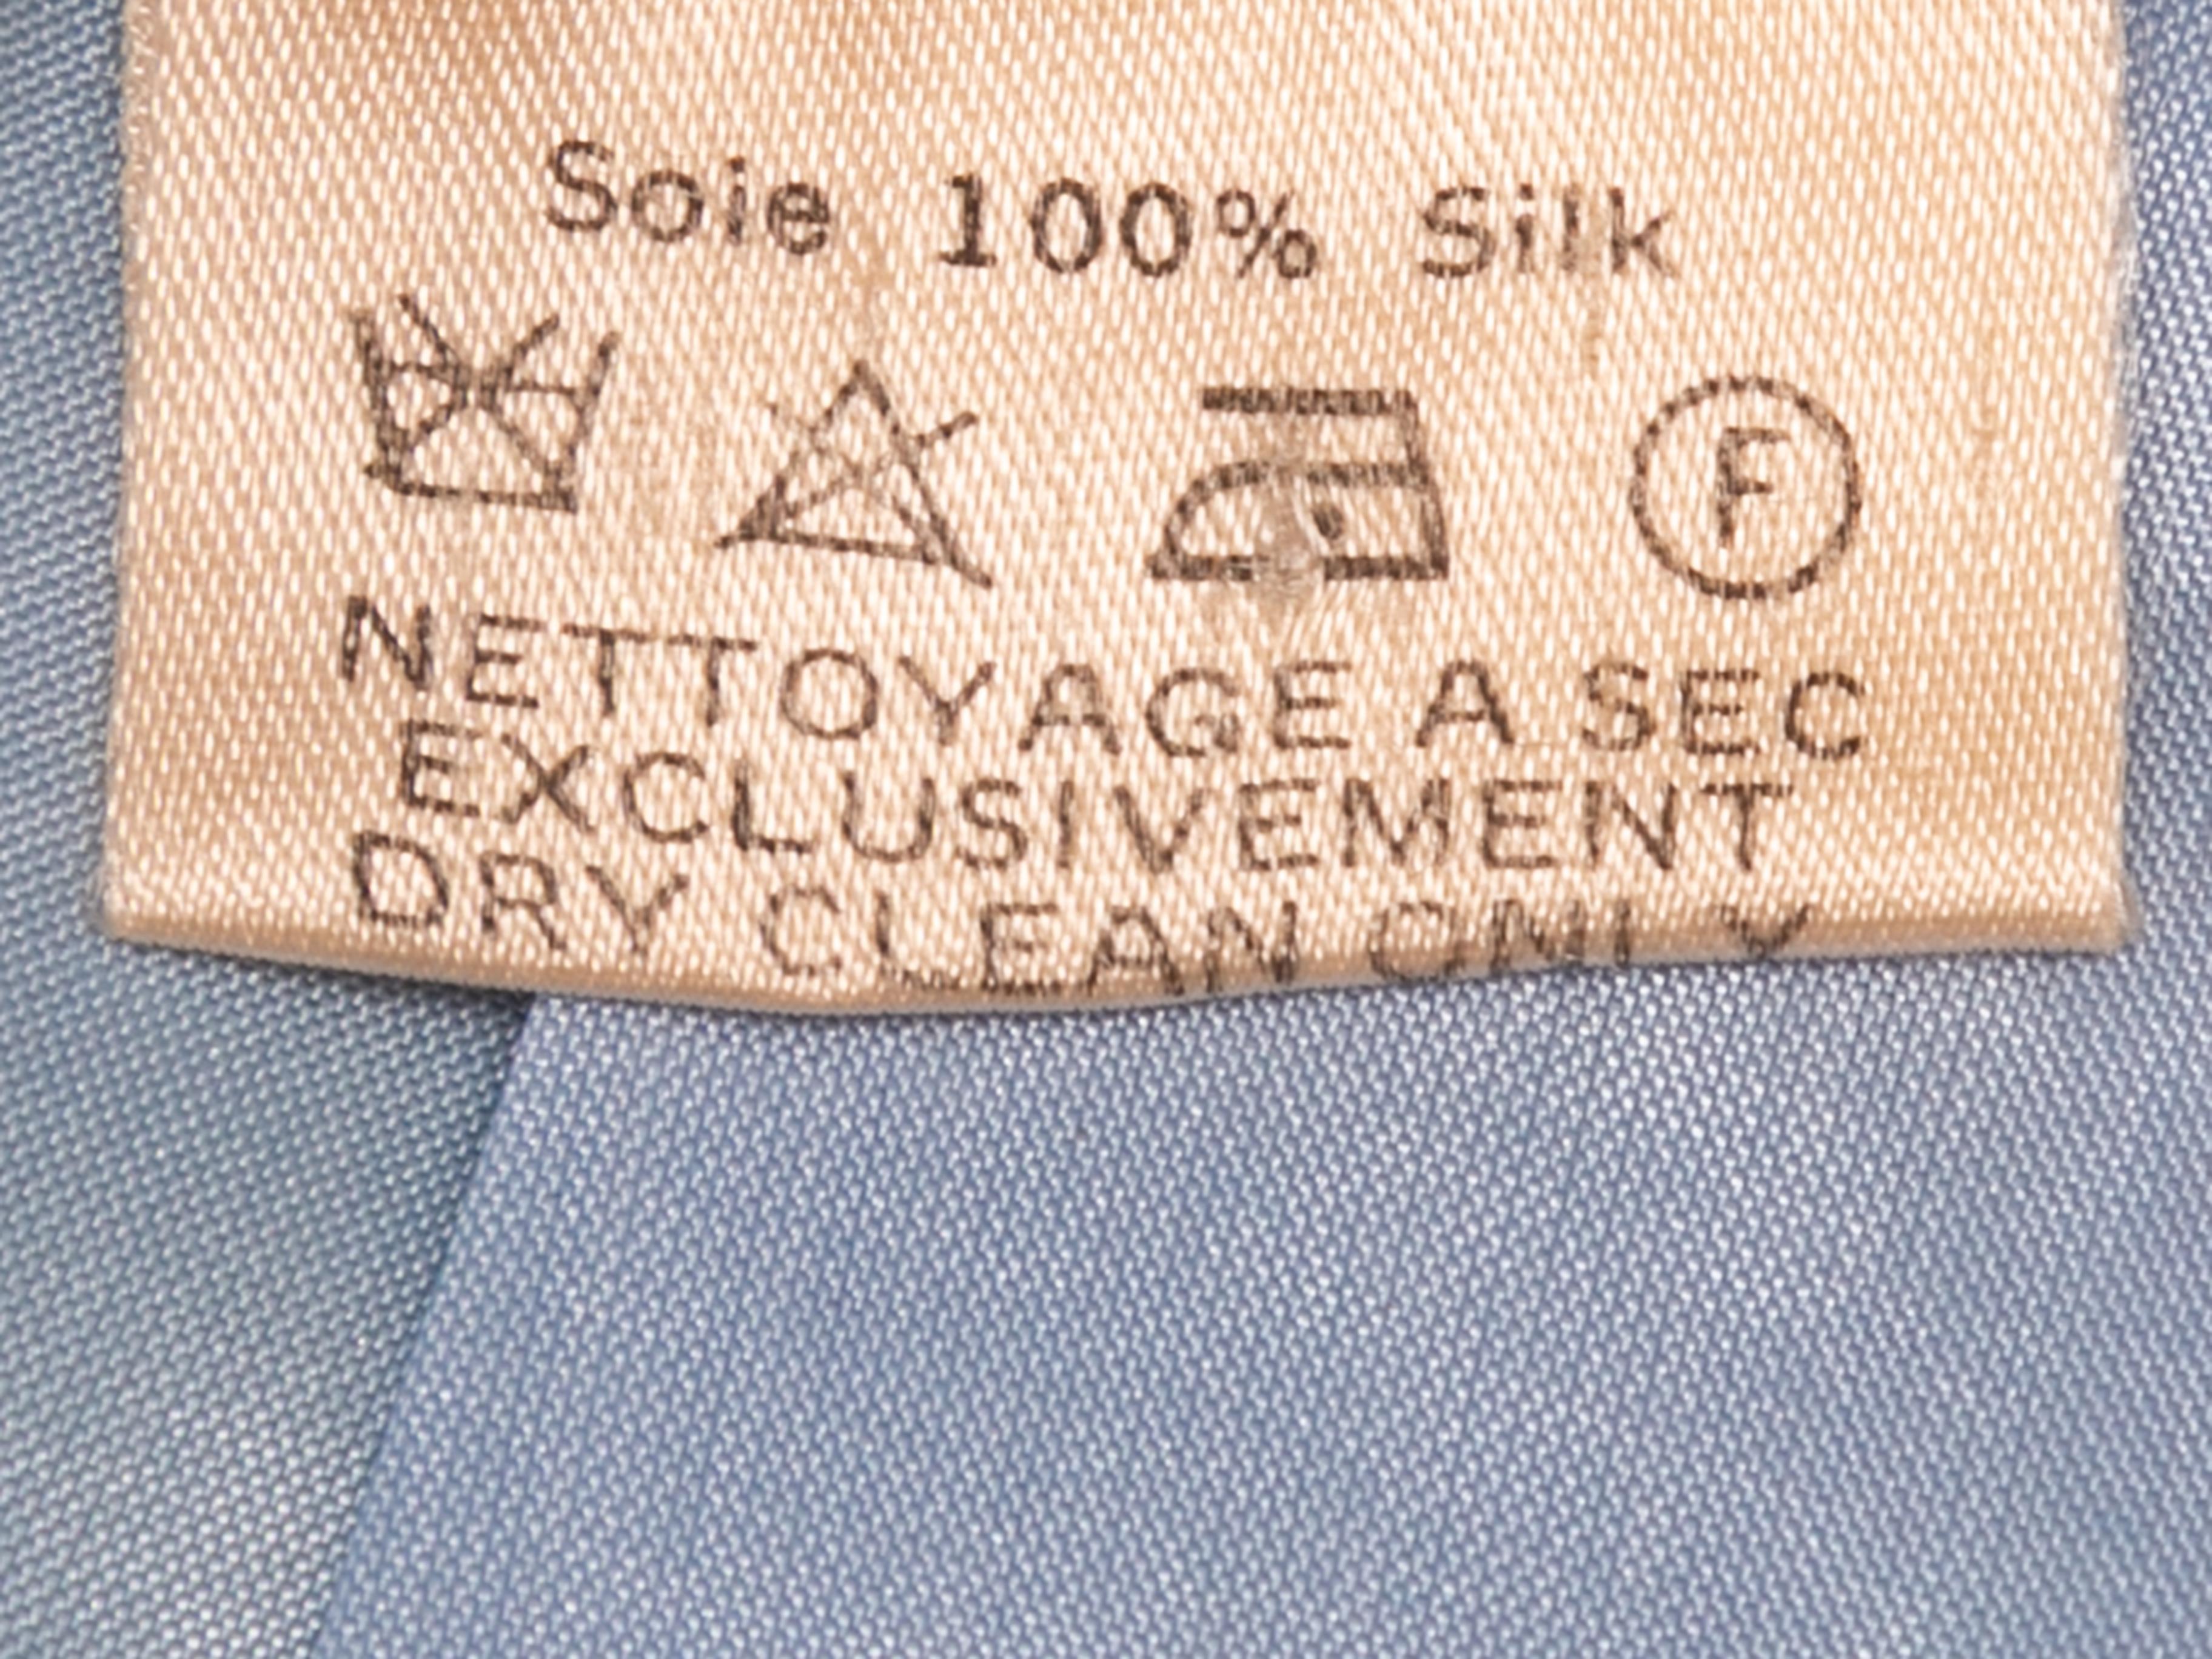 Soie 100% Silk
F
NETTOYAGE A SEC
EXCLUSIVEMENT
DRY CLEAN ONLY